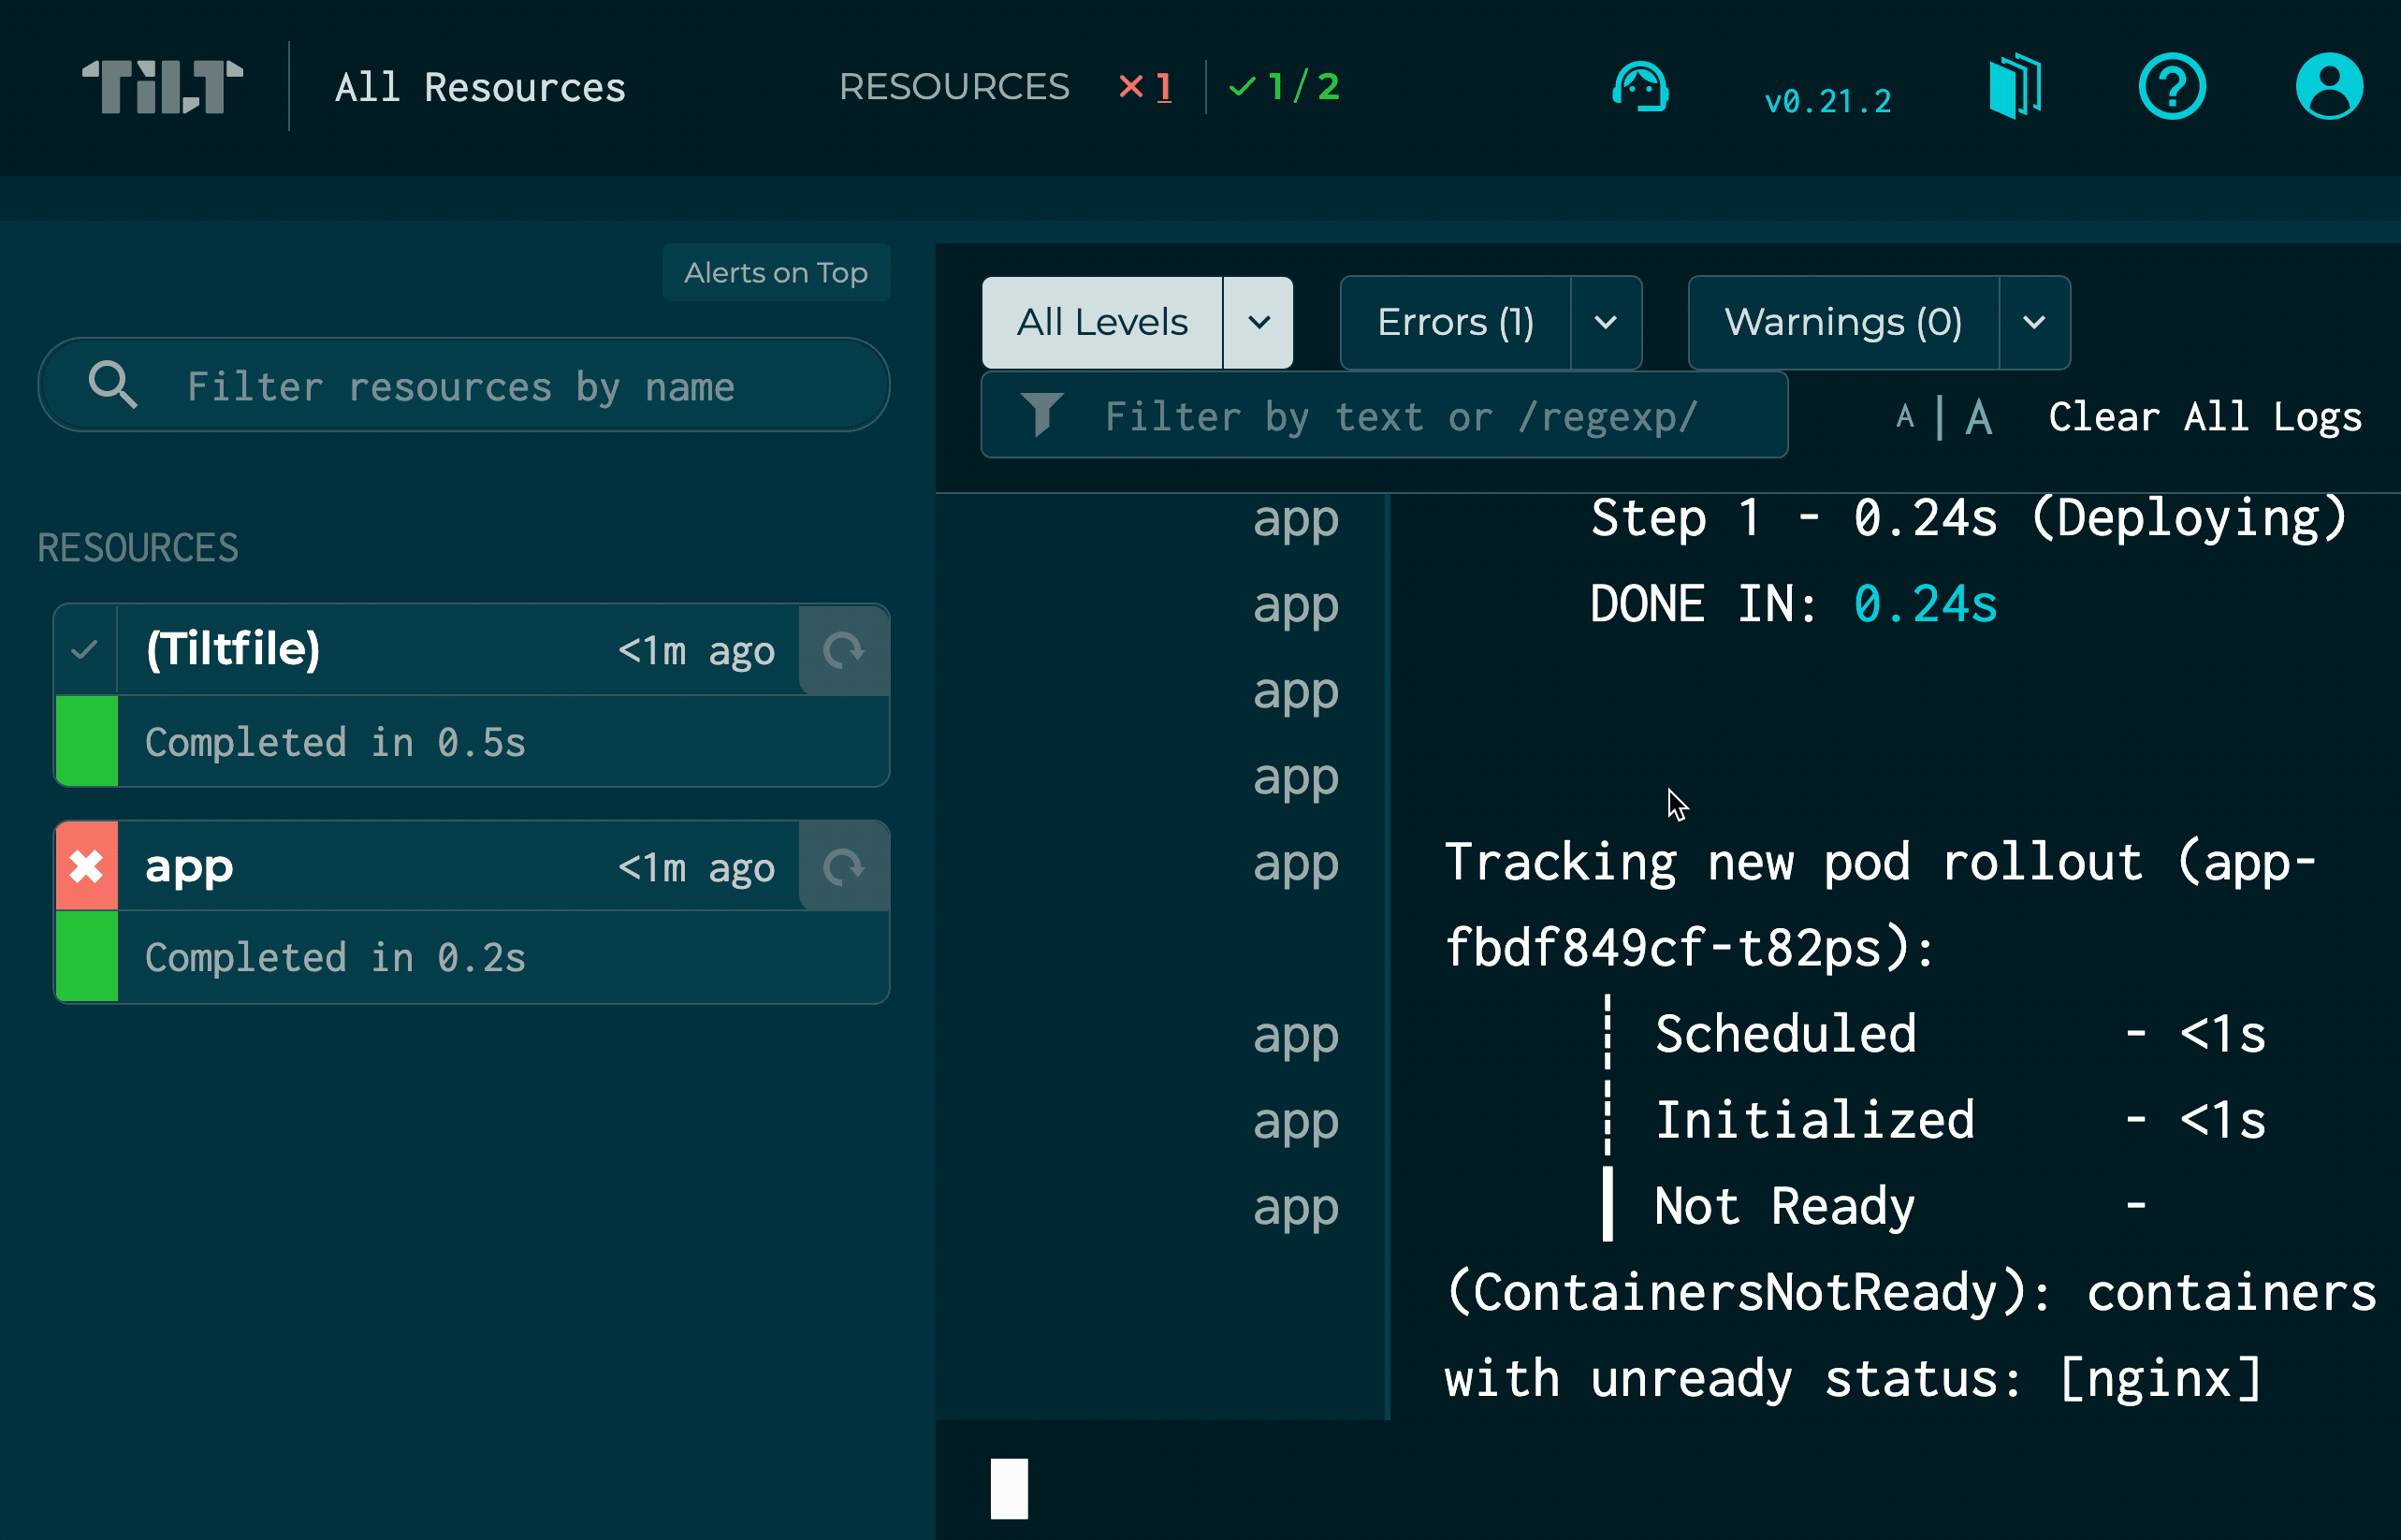 TiLT
All Resources
RESOURCES ✕ 1 ✓ 1 / 2
v0.21.2
Alerts on Top
Filter resources by name
RESOURCES
(Tiltfile) <1m ago
Completed in 0.5s
app <1m ago
Completed in 0.2s
All Levels
Errors (1)
Warnings (0)
Filter by text or /regexp/
A | A
Clear All Logs
app Step 1 - 0.24s (Deploying)
app DONE IN: 0.24s
app
app
app Tracking new pod rollout (app-
fbdf849cf-t82ps):
app ┊ Scheduled - <1s
app ┊ Initialized - <1s
app ┃ Not Ready -
(ContainersNotReady): containers
with unready status: [nginx]